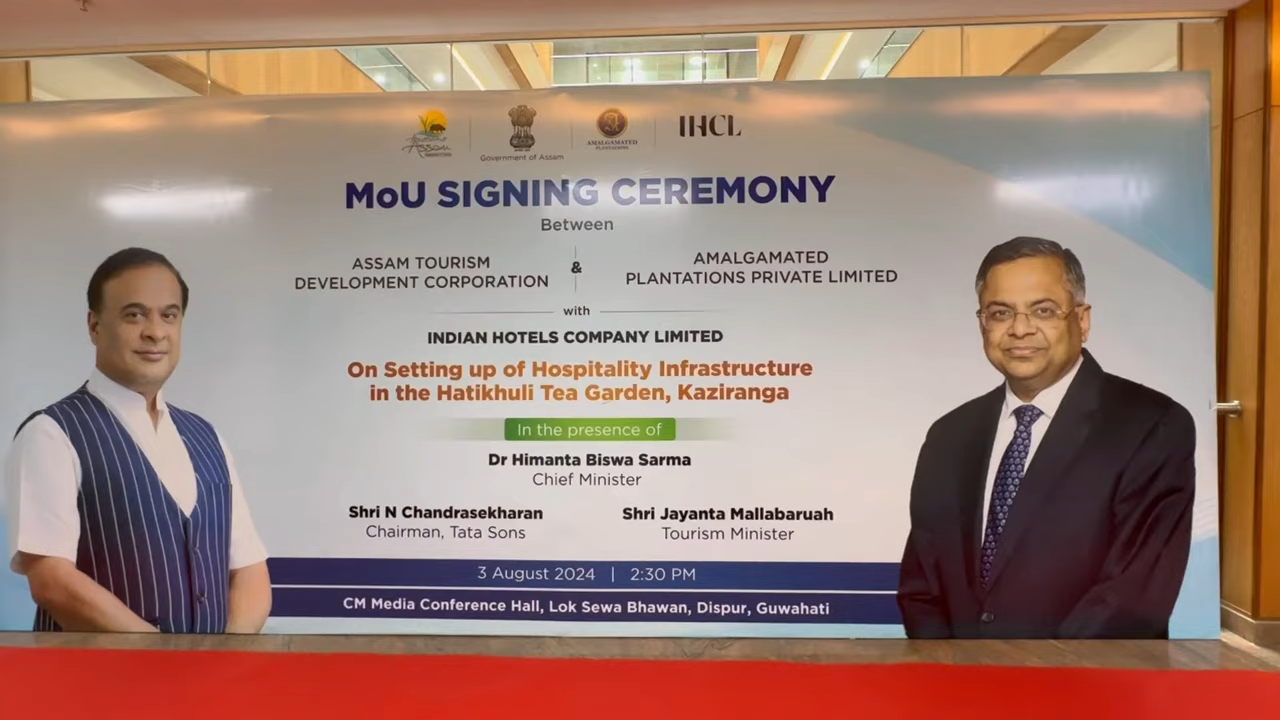 Assam
Government of Assam
AMALGAMATED
PLANTATIONS
IHCL
MoU SIGNING CEREMONY
Between
ASSAM TOURISM
DEVELOPMENT CORPORATION
&
AMALGAMATED
PLANTATIONS PRIVATE LIMITED
with
INDIAN HOTELS COMPANY LIMITED
On Setting up of Hospitality Infrastructure
in the Hatikhuli Tea Garden, Kaziranga
In the presence of
Dr Himanta Biswa Sarma
Chief Minister
Shri N Chandrasekharan
Chairman, Tata Sons
Shri Jayanta Mallabaruah
Tourism Minister
3 August 2024 | 2:30 PM
CM Media Conference Hall, Lok Sewa Bhawan, Dispur, Guwahati